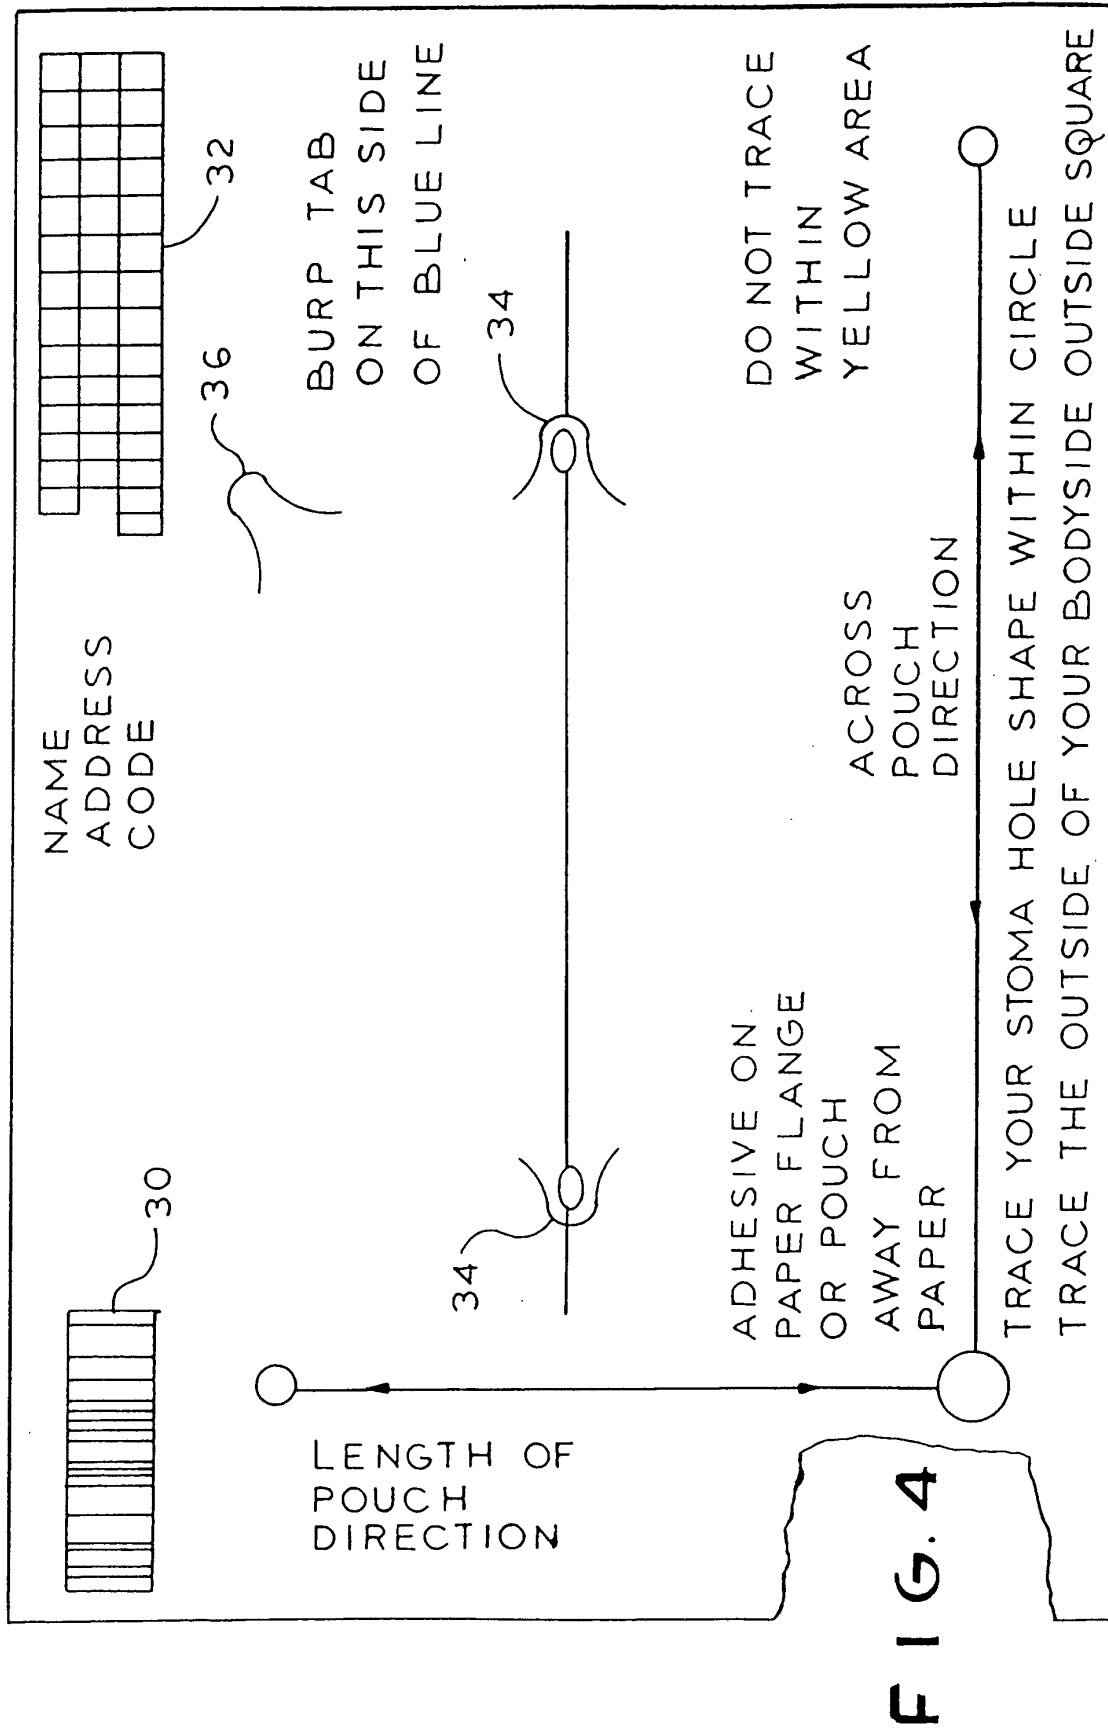 NAME
ADDRESS
CODE
30
32
36
BURP TAB
ON THIS SIDE
OF BLUE LINE
34
34
LENGTH OF
POUCH
DIRECTION
ADHESIVE ON
PAPER FLANGE
OR POUCH
AWAY FROM
PAPER
ACROSS
POUCH
DIRECTION
DO NOT TRACE
WITHIN
YELLOW AREA
TRACE YOUR STOMA HOLE SHAPE WITHIN CIRCLE
TRACE THE OUTSIDE OF YOUR BODYSIDE OUTSIDE SQUARE
FIG. 4